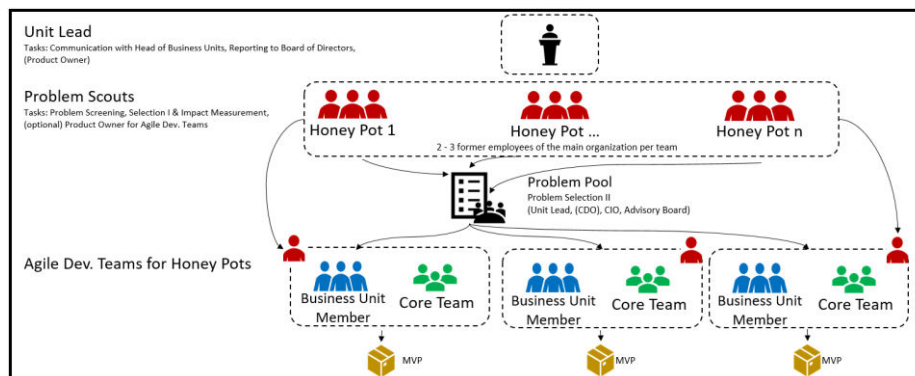 Unit Lead
Tasks: Communication with Head of Business Units, Reporting to Board of Directors,
(Product Owner)
Problem Scouts
Tasks: Problem Screening, Selection I & Impact Measurement,
(optional) Product Owner for Agile Dev. Teams
Honey Pot 1
Honey Pot ...
Honey Pot n
2 - 3 former employees of the main organization per team
Problem Pool
Problem Selection II
(Unit Lead, (CDO), CIO, Advisory Board)
Agile Dev. Teams for Honey Pots
Business Unit
Member
Core Team
Business Unit
Member
Core Team
Business Unit
Member
Core Team
MVP
MVP
MVP